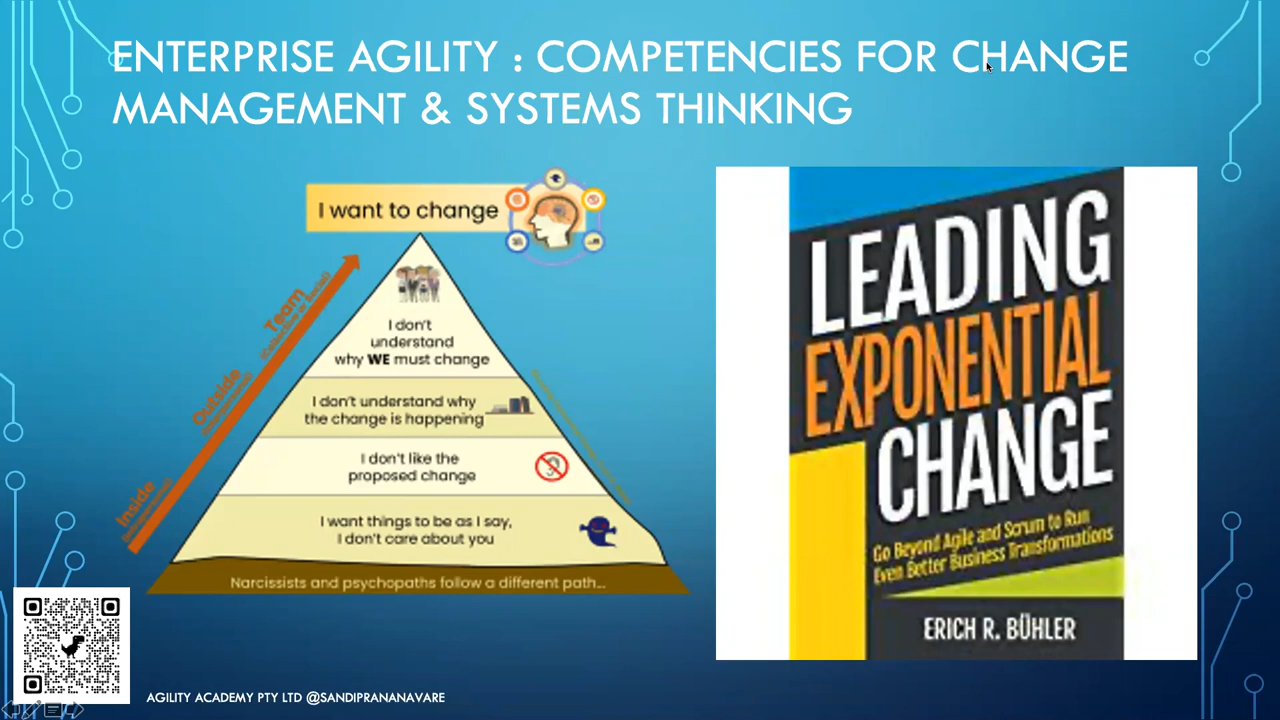 ENTERPRISE AGILITY : COMPETENCIES FOR CHANGE
MANAGEMENT & SYSTEMS THINKING
I want to change
I don't
understand
why WE must change
I don't understand why
the change is happening
I don't like the
proposed change
I want things to be as I say,
I don't care about you
Narcissists and psychopaths follow a different path...
Team
Outside
Inside
LEADING
EXPONENTIAL
CHANGE
Go Beyond Agile and Scrum to Run
Even Better Business Transformations
ERICH R. BÜHLER
AGILITY ACADEMY PTY LTD @SANDIPRANANAVARE